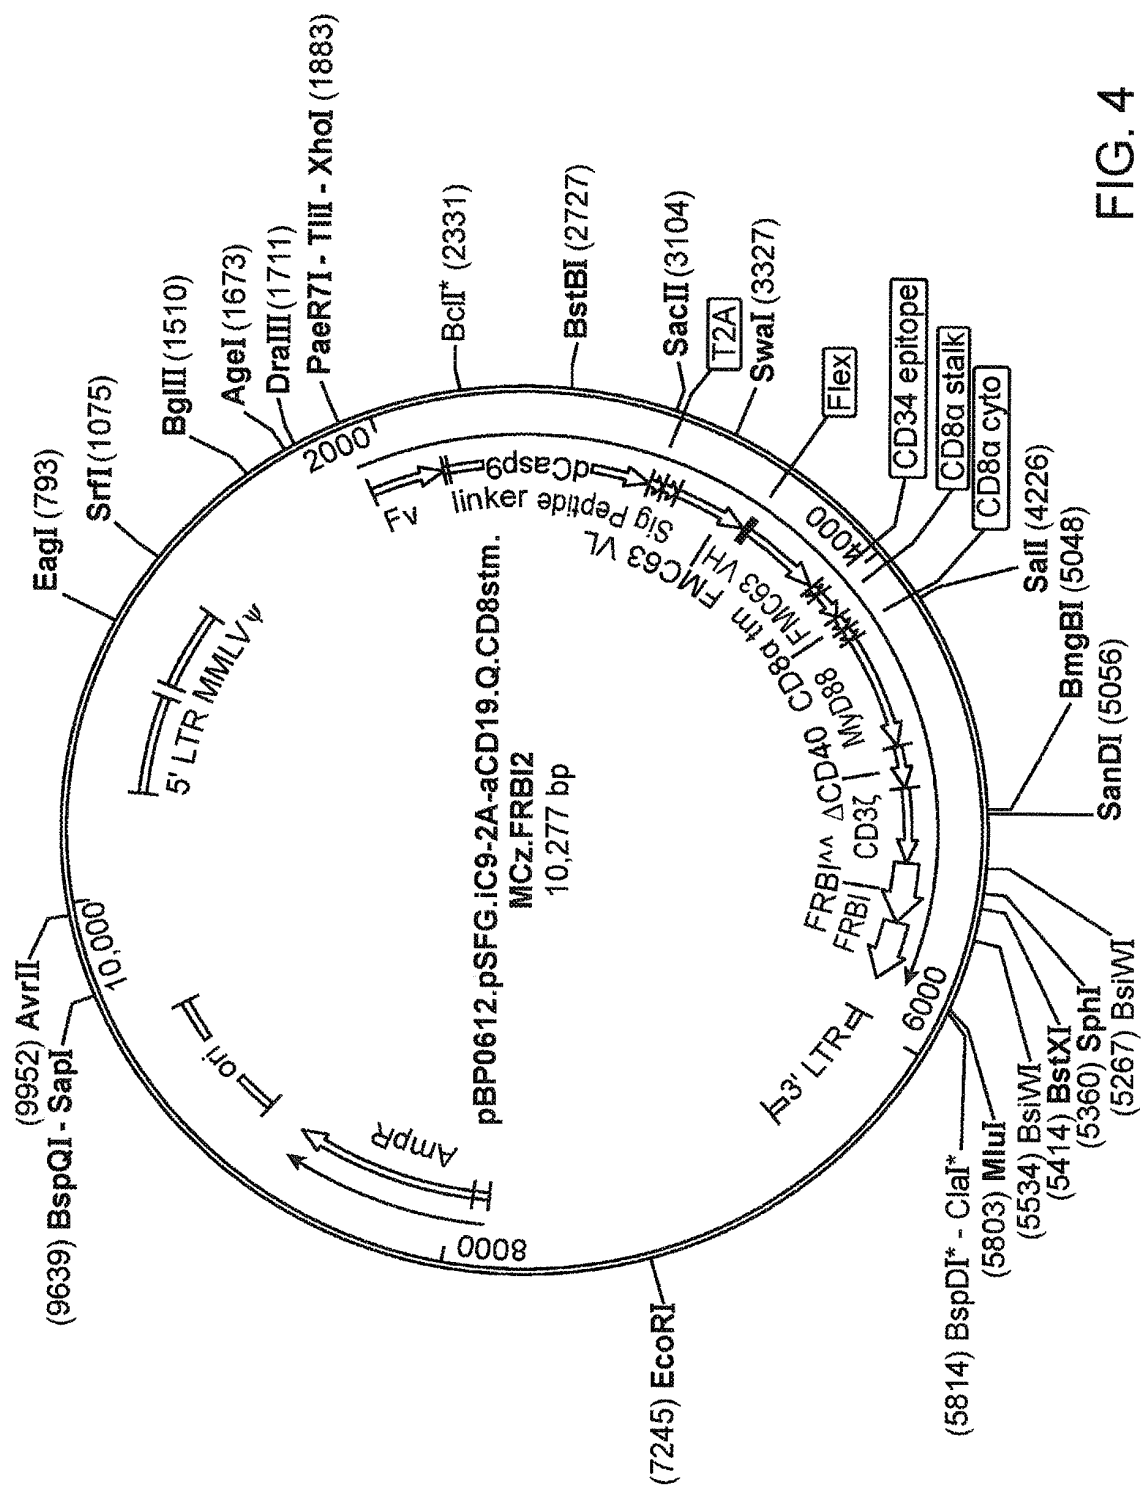 EagI (793)
SrfI (1075)
BglII (1510)
AgeI (1673)
DraIII (1711)
PaeR7I - TliI - XhoI (1883)
2000
BclI* (2331)
BstBI (2727)
SacII (3104)
T2A
SwaI (3327)
Flex
CD34 epitope
CD8α stalk
CD8α cyto
4000
SalI (4226)
BmgBI (5048)
SanDI (5056)
(5267) BsiWI
(5360) SphI
(5414) BstXI
(5534) BsiWI
(5803) MluI
(5814) BspDI* - ClaI*
6000
(7245) EcoRI
8000
(9639) BspQI - SapI
(9952) AvrII
10,000
5' LTR
MMLV ψ
Fv
linker
dCasp9
Sig Peptide
FMC63 VL
FMC63 VH
CD8α tm
MyD88
ΔCD40
CD3ζ
FRBl^^
FRBl
3' LTR
AmpR
ori
pBP0612.pSFG.iC9-2A-aCD19.Q.CD8stm.
MCz.FRBl2
10,277 bp
FIG. 4